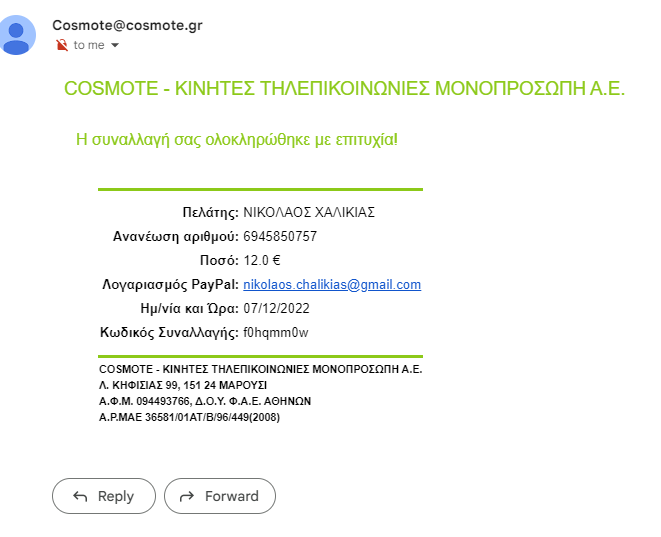 Cosmote@cosmote.gr
to me
COSMOTE - ΚΙΝΗΤΕΣ ΤΗΛΕΠΙΚΟΙΝΩΝΙΕΣ ΜΟΝΟΠΡΟΣΩΠΗ Α.Ε.
Η συναλλαγή σας ολοκληρώθηκε με επιτυχία!
Πελάτης: ΝΙΚΟΛΑΟΣ ΧΑΛΙΚΙΑΣ
Ανανέωση αριθμού: 6945850757
Ποσό: 12.0 €
Λογαριασμός PayPal: nikolaos.chalikias@gmail.com
Ημ/νία και Ώρα: 07/12/2022
Κωδικός Συναλλαγής: f0hqmm0w
COSMOTE - ΚΙΝΗΤΕΣ ΤΗΛΕΠΙΚΟΙΝΩΝΙΕΣ ΜΟΝΟΠΡΟΣΩΠΗ Α.Ε.
Λ. ΚΗΦΙΣΙΑΣ 99, 151 24 ΜΑΡΟΥΣΙ
Α.Φ.Μ. 094493766, Δ.Ο.Υ. Φ.Α.Ε. ΑΘΗΝΩΝ
Α.Ρ.ΜΑΕ 36581/01ΑΤ/Β/96/449(2008)
Reply Forward